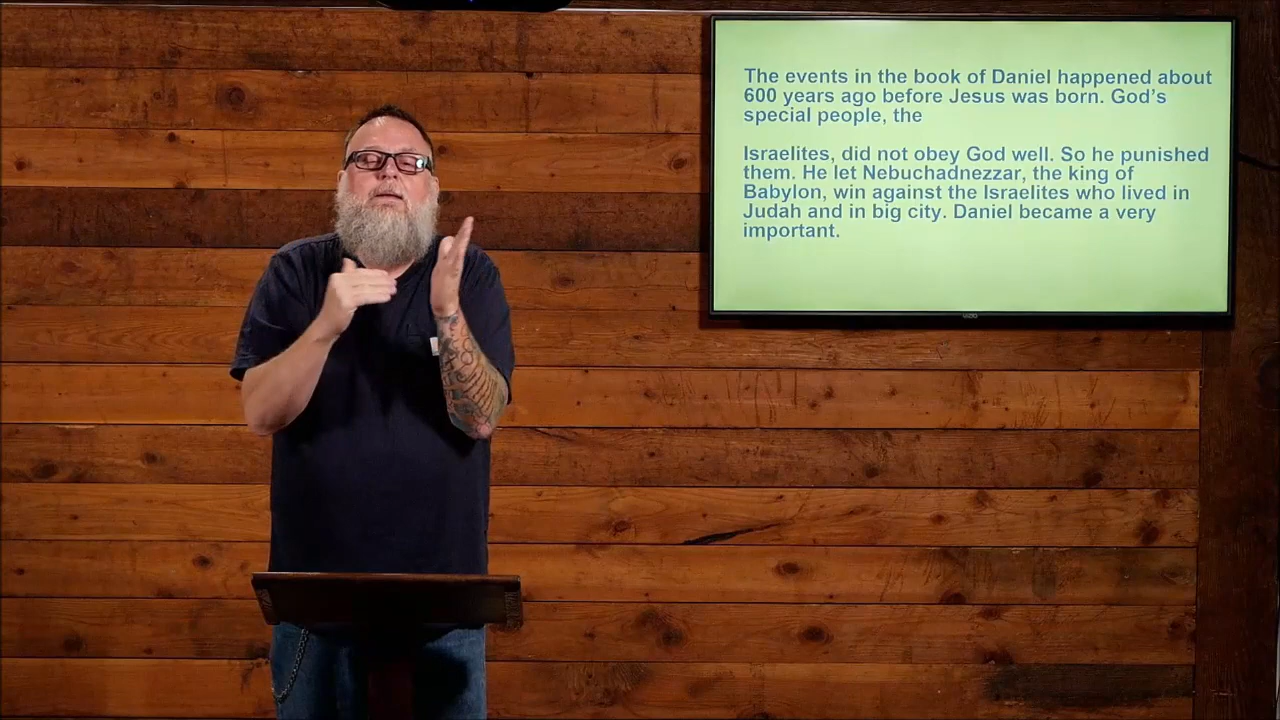 The events in the book of Daniel happened about
600 years ago before Jesus was born. God's
special people, the
Israelites, did not obey God well. So he punished
them. He let Nebuchadnezzar, the king of
Babylon, win against the Israelites who lived in
Judah and in big city. Daniel became a very
important.
VIZIO